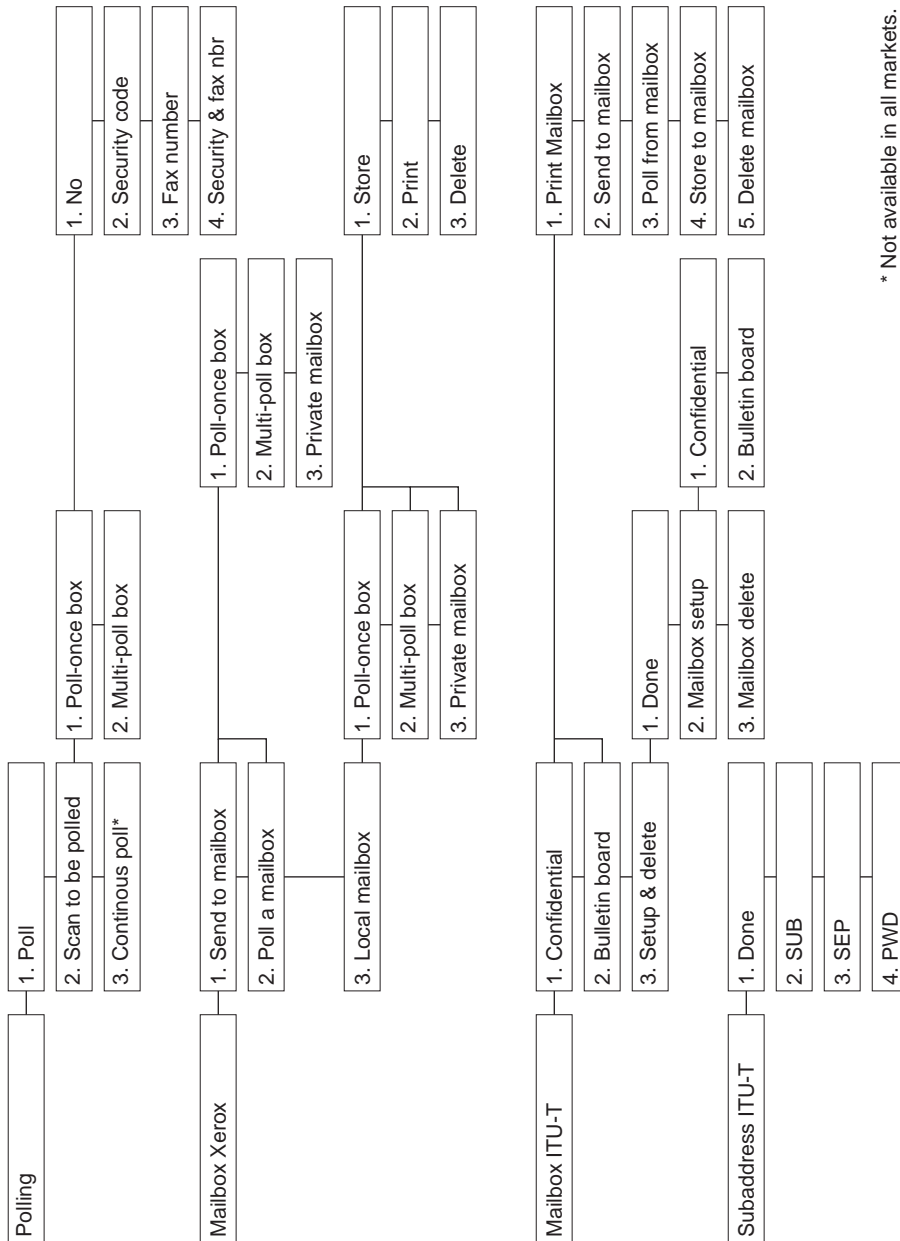 Polling
1. Poll
2. Scan to be polled
3. Continous poll*
1. Poll-once box
2. Multi-poll box
1. No
2. Security code
3. Fax number
4. Security & fax nbr
Mailbox Xerox
1. Send to mailbox
2. Poll a mailbox
3. Local mailbox
1. Poll-once box
2. Multi-poll box
3. Private mailbox
1. Poll-once box
2. Multi-poll box
3. Private mailbox
1. Store
2. Print
3. Delete
Mailbox ITU-T
1. Confidential
2. Bulletin board
3. Setup & delete
1. Print Mailbox
2. Send to mailbox
3. Poll from mailbox
4. Store to mailbox
5. Delete mailbox
1. Done
2. Mailbox setup
3. Mailbox delete
1. Confidential
2. Bulletin board
Subaddress ITU-T
1. Done
2. SUB
3. SEP
4. PWD
* Not available in all markets.